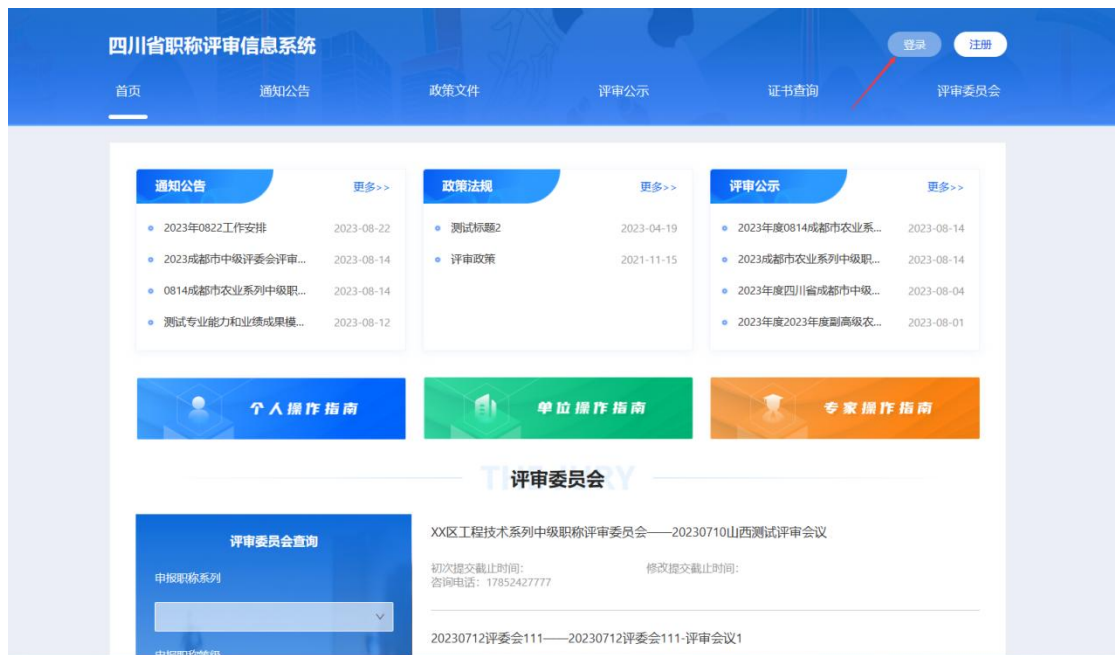 四川省职称评审信息系统
登录 注册
首页 通知公告 政策文件 评审公示 证书查询 评审委员会
通知公告 更多>>
2023年0822工作安排 2023-08-22
2023成都市中级评委会评审... 2023-08-14
0814成都市农业系列中级职... 2023-08-14
测试专业能力和业绩成果模... 2023-08-12
政策法规 更多>>
测试标题2 2023-04-19
评审政策 2021-11-15
评审公示 更多>>
2023年度0814成都市农业系... 2023-08-14
2023成都市农业系列中级职... 2023-08-14
2023年度四川省成都市中级... 2023-08-04
2023年度2023年度副高级农... 2023-08-01
个人操作指南 单位操作指南 专家操作指南
评审委员会
评审委员会查询
申报职称系列
申报职称等级
XX区工程技术系列中级职称评审委员会——20230710山西测试评审会议
初次提交截止时间: 修改提交截止时间:
咨询电话: 17852427777
20230712评委会111——20230712评委会111-评审会议1